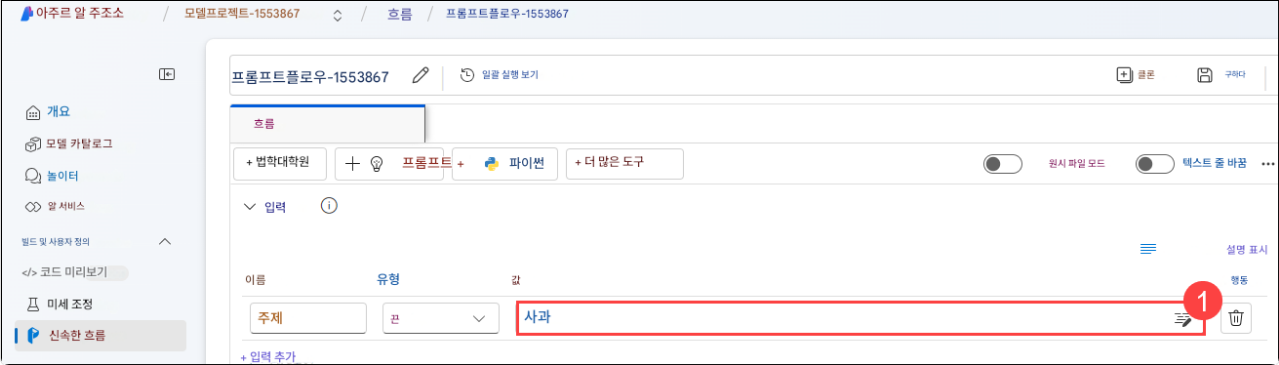 아주르 알 주조소 / 모델프로젝트-1553867 / 흐름 / 프롬프트플로우-1553867
프롬프트플로우-1553867 일괄 실행 보기 클론 구하다
개요
흐름
모델 카탈로그
+ 법학대학원 + 프롬프트 + 파이썬 + 더 많은 도구 원시 파일 모드 텍스트 줄 바꿈 ...
놀이터
알 서비스
입력
빌드 및 사용자 정의
설명 표시
</> 코드 미리보기
이름 유형 값 행동
미세 조정
주제 끈 사과 1
신속한 흐름
+ 입력 추가